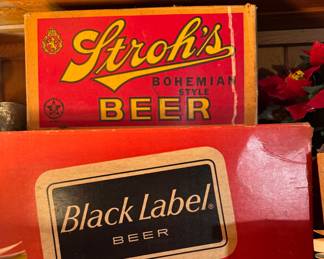 Stroh's
BOHEMIAN
STYLE
BEER
Black Label®
BEER